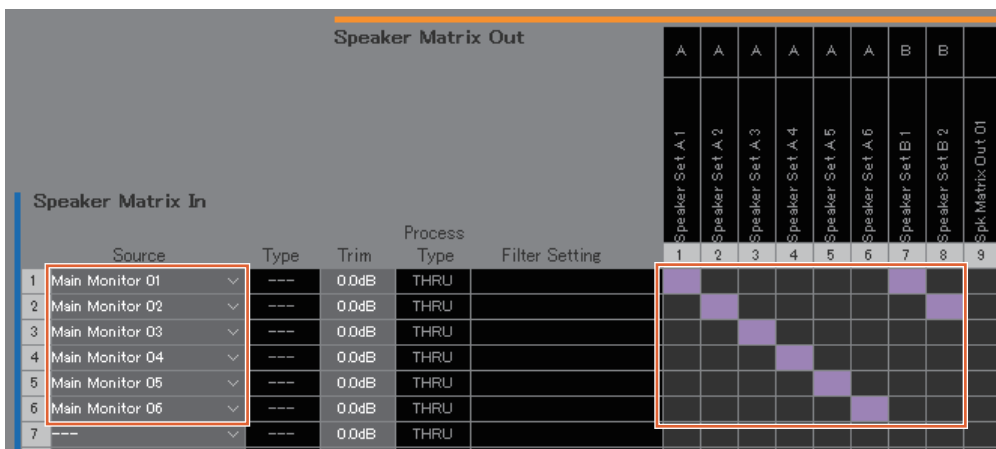 Speaker Matrix Out
A A A A A A B B
Speaker Set A 1
Speaker Set A 2
Speaker Set A 3
Speaker Set A 4
Speaker Set A 5
Speaker Set A 6
Speaker Set B 1
Speaker Set B 2
Spk.Matrix Out 01
Speaker Matrix In
Source Type Trim Process Type Filter Setting 1 2 3 4 5 6 7 8 9
1 Main Monitor 01 --- 0.0dB THRU
2 Main Monitor 02 --- 0.0dB THRU
3 Main Monitor 03 --- 0.0dB THRU
4 Main Monitor 04 --- 0.0dB THRU
5 Main Monitor 05 --- 0.0dB THRU
6 Main Monitor 06 --- 0.0dB THRU
7 --- --- 0.0dB THRU